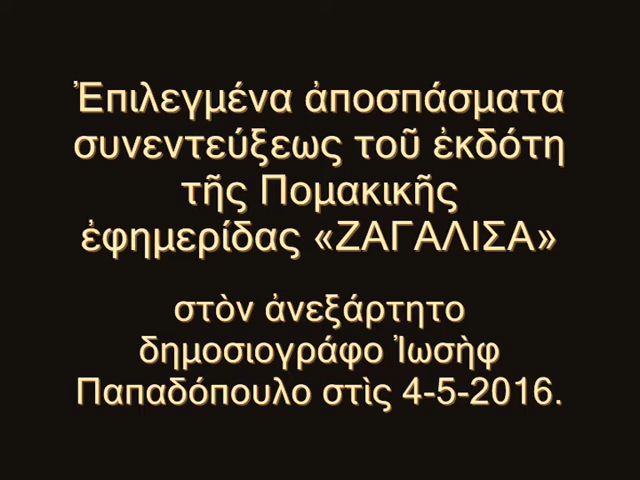 Ἐπιλεγμένα ἀποσπάσματα
συνεντεύξεως τοῦ ἐκδότη
τῆς Πομακικῆς
ἐφημερίδας «ΖΑΓΑΛΙΣΑ»
στὸν ἀνεξάρτητο
δημοσιογράφο Ἰωσὴφ
Παπαδόπουλο στὶς 4-5-2016.